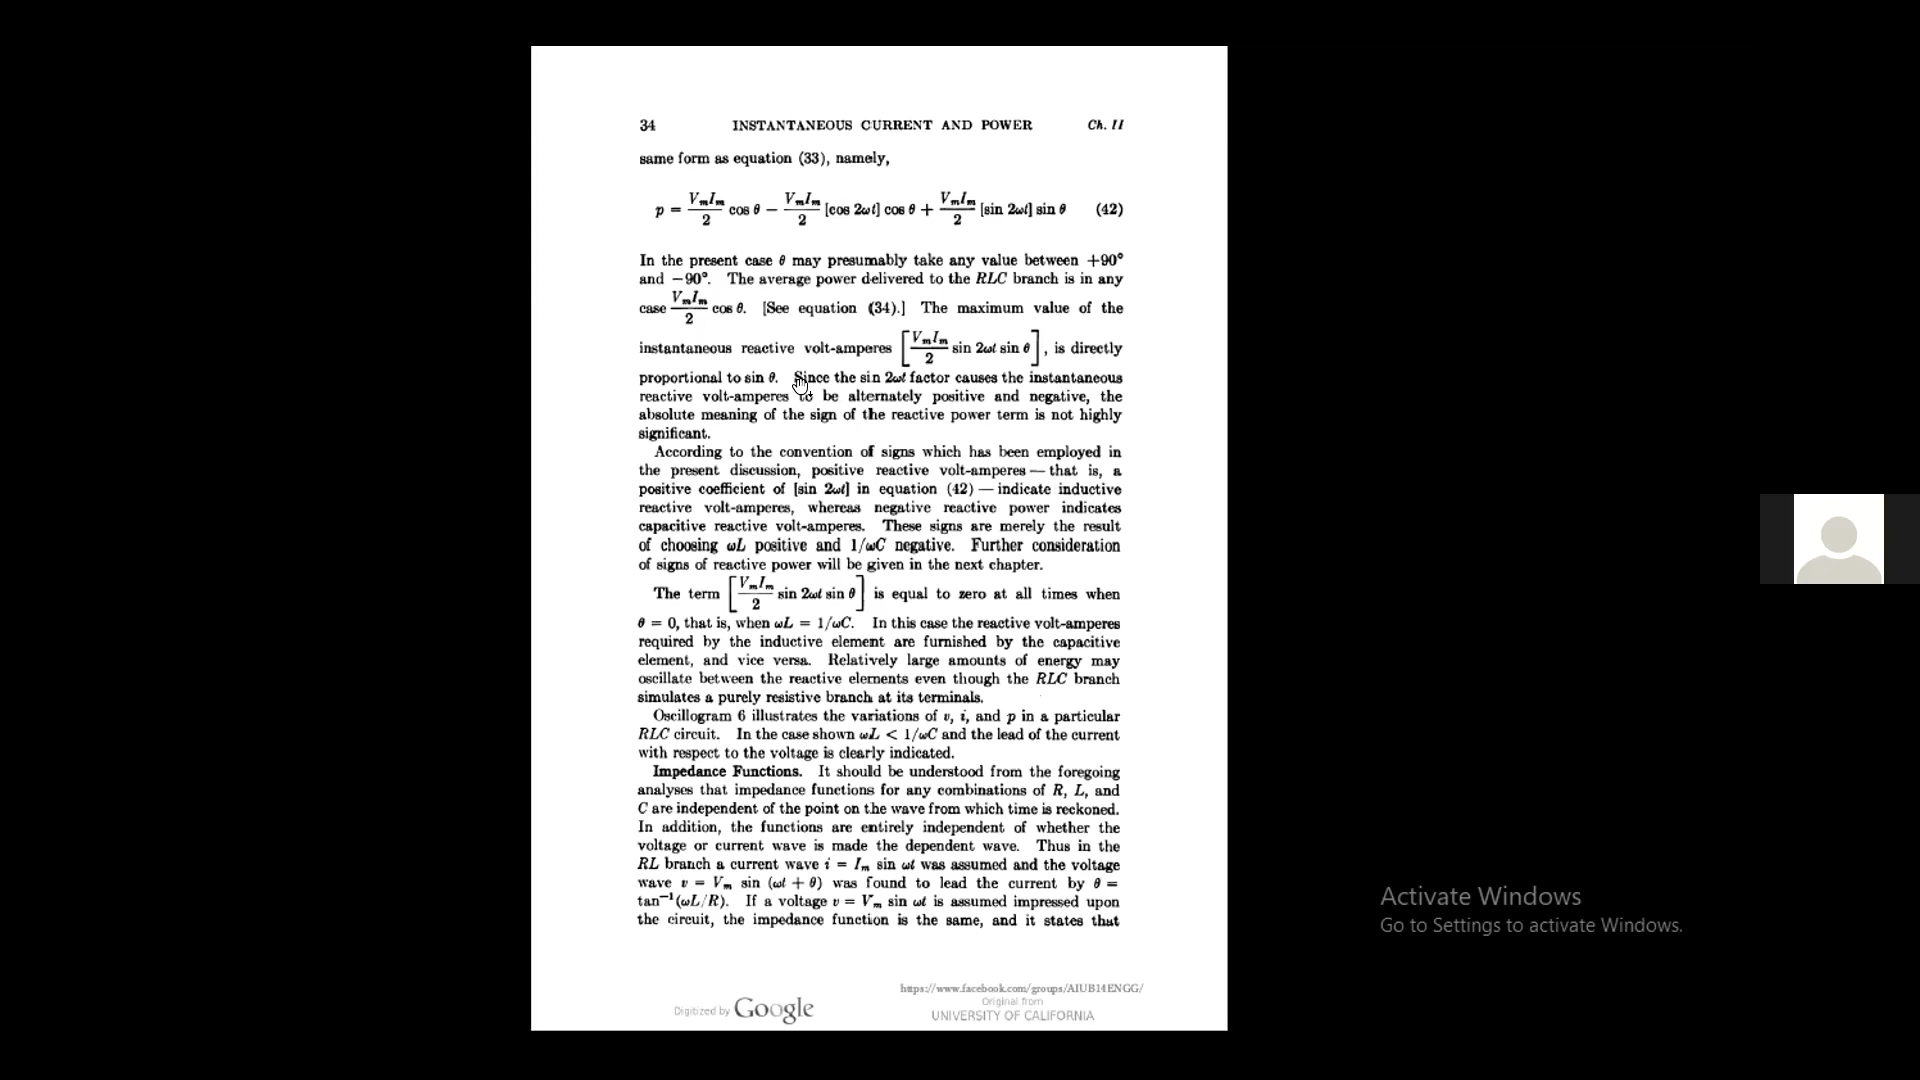 34 INSTANTANEOUS CURRENT AND POWER Ch. II
same form as equation (33), namely,
p = VmIm/2 cos θ − VmIm/2 [cos 2ωt] cos θ + VmIm/2 [sin 2ωt] sin θ (42)
In the present case θ may presumably take any value between +90°
and −90°. The average power delivered to the RLC branch is in any
case VmIm/2 cos θ. [See equation (34).] The maximum value of the
instantaneous reactive volt-amperes [VmIm/2 sin 2ωt sin θ], is directly
proportional to sin θ. Since the sin 2ωt factor causes the instantaneous
reactive volt-amperes to be alternately positive and negative, the
absolute meaning of the sign of the reactive power term is not highly
significant.
According to the convention of signs which has been employed in
the present discussion, positive reactive volt-amperes — that is, a
positive coefficient of [sin 2ωt] in equation (42) — indicate inductive
reactive volt-amperes, whereas negative reactive power indicates
capacitive reactive volt-amperes. These signs are merely the result
of choosing ωL positive and 1/ωC negative. Further consideration
of signs of reactive power will be given in the next chapter.
The term [VmIm/2 sin 2ωt sin θ] is equal to zero at all times when
θ = 0, that is, when ωL = 1/ωC. In this case the reactive volt-amperes
required by the inductive element are furnished by the capacitive
element, and vice versa. Relatively large amounts of energy may
oscillate between the reactive elements even though the RLC branch
simulates a purely resistive branch at its terminals.
Oscillogram 6 illustrates the variations of v, i, and p in a particular
RLC circuit. In the case shown ωL < 1/ωC and the lead of the current
with respect to the voltage is clearly indicated.
Impedance Functions. It should be understood from the foregoing
analyses that impedance functions for any combinations of R, L, and
C are independent of the point on the wave from which time is reckoned.
In addition, the functions are entirely independent of whether the
voltage or current wave is made the dependent wave. Thus in the
RL branch a current wave i = Im sin ωt was assumed and the voltage
wave v = Vm sin (ωt + θ) was found to lead the current by θ =
tan−1(ωL/R). If a voltage v = Vm sin ωt is assumed impressed upon
the circuit, the impedance function is the same, and it states that
https://www.facebook.com/groups/AIUB14ENGG/
Digitized by Google
Original from
UNIVERSITY OF CALIFORNIA
Activate Windows
Go to Settings to activate Windows.